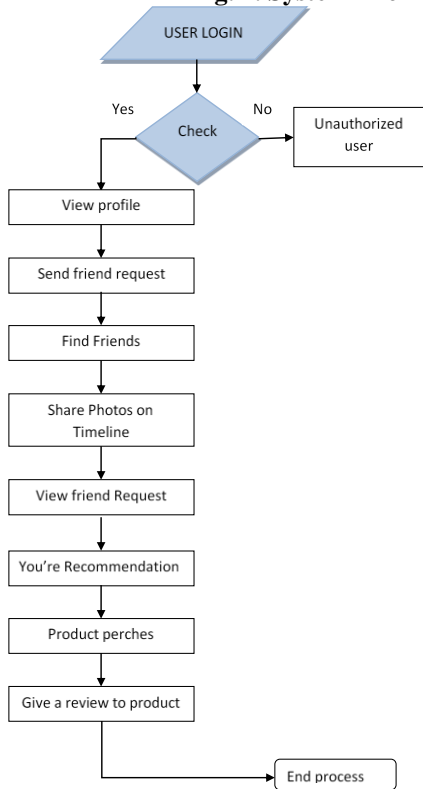 USER LOGIN
Yes
No
Check
Unauthorized
user
View profile
Send friend request
Find Friends
Share Photos on
Timeline
View friend Request
You're Recommendation
Product perches
Give a review to product
End process